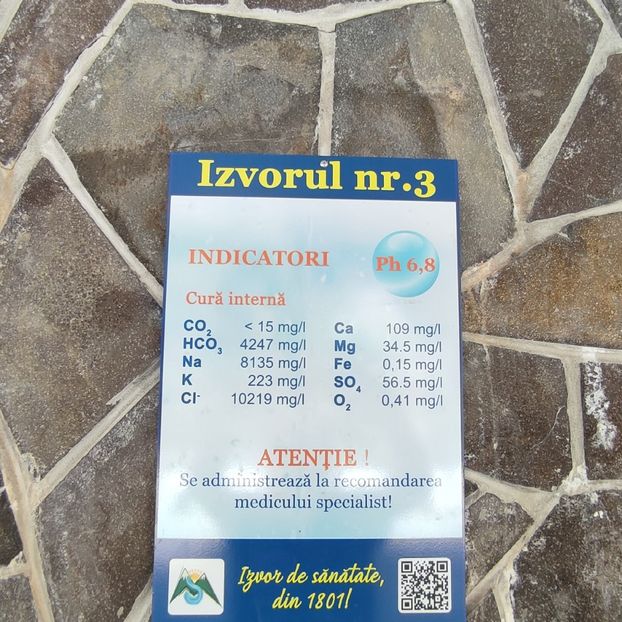 Izvorul nr.3
INDICATORI
Ph 6,8
Cură internă
CO2 < 15 mg/l
HCO3 4247 mg/l
Na 8135 mg/l
K 223 mg/l
Cl- 10219 mg/l
Ca 109 mg/l
Mg 34.5 mg/l
Fe 0,15 mg/l
SO4 56.5 mg/l
O2 0,41 mg/l
ATENŢIE !
Se administrează la recomandarea
medicului specialist!
Izvor de sănătate,
din 1801!